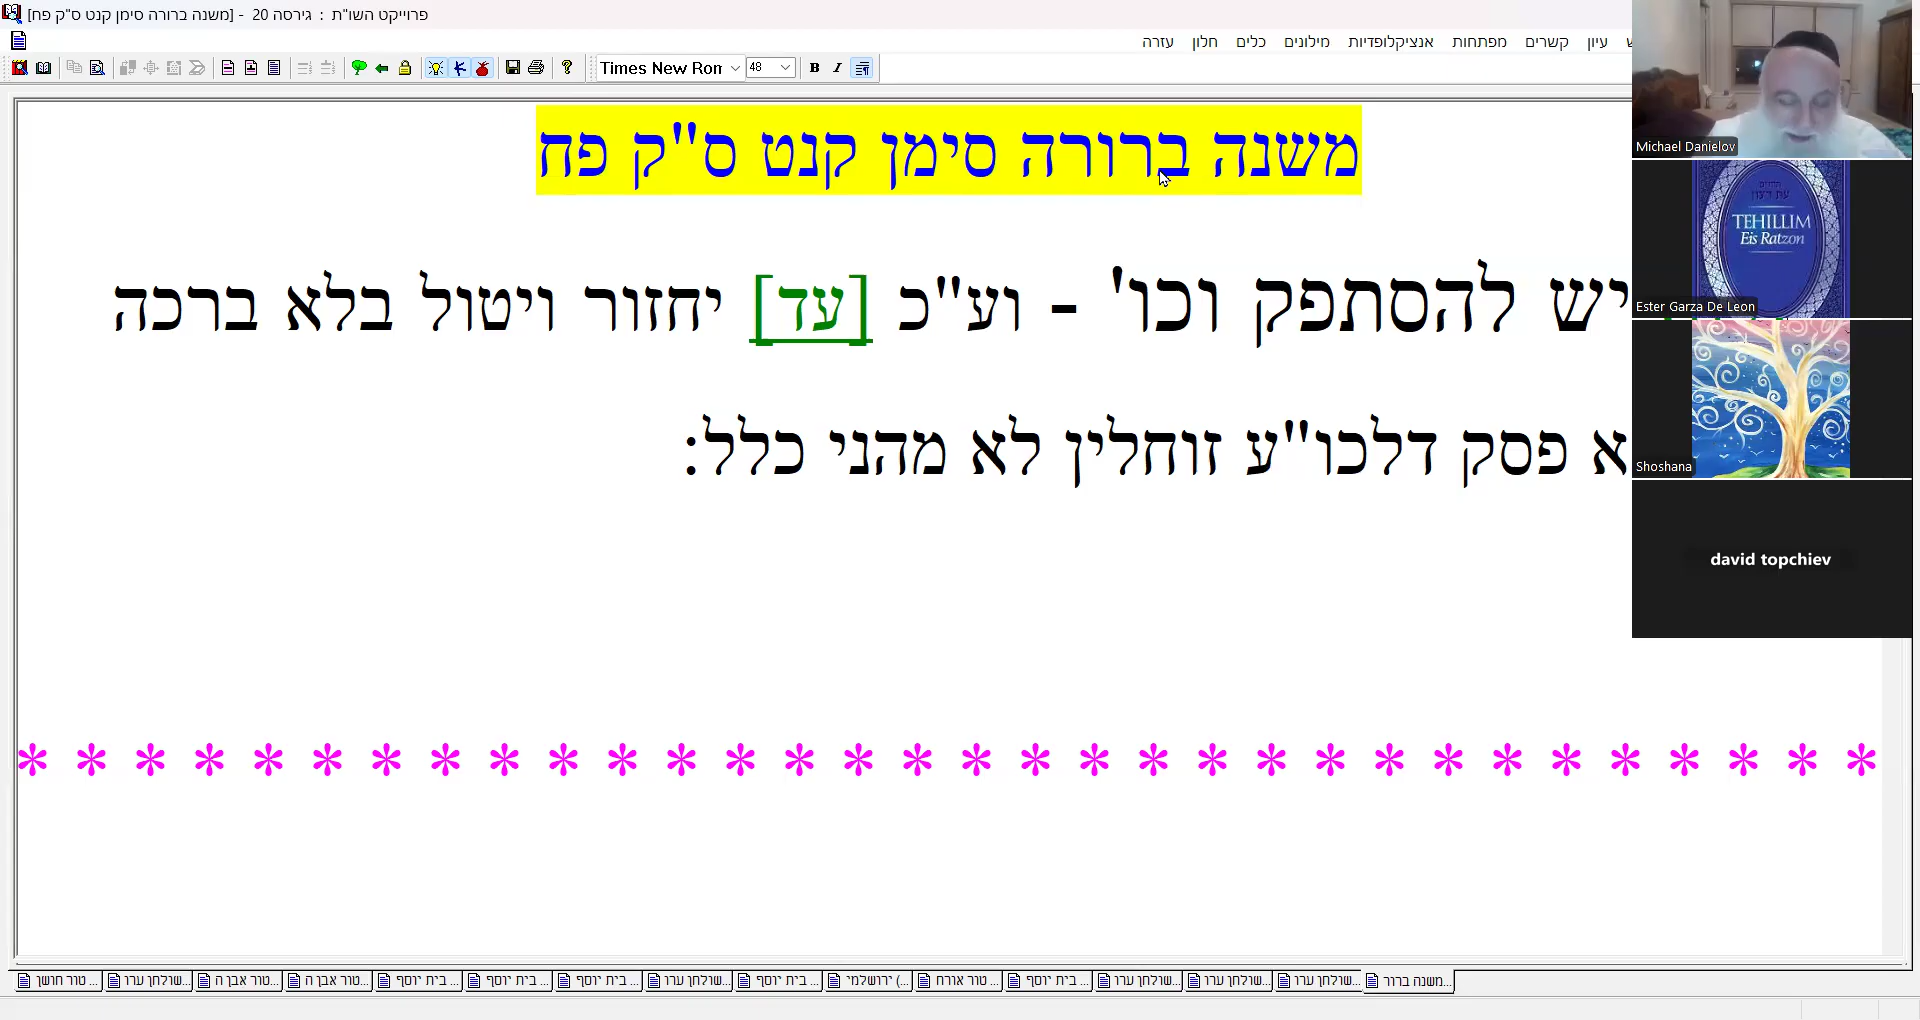 פרוייקט השו"ת : גירסה 20 - [משנה ברורה סימן קנט ס"ק פח]
עיון קשרים מפתחות אנציקלופדיות מילונים כלים חלון עזרה
Times New Ron 48 B I
משנה ברורה סימן קנט ס"ק פח
יש להסתפק וכו' - וע"כ [עד] יחזור ויטול בלא ברכה
א פסק דלכו"ע זוחלין לא מהני כלל:
* * * * * * * * * * * * * * * * * * * * * * * * * * * * * * * *
Michael Danielov
תהילים
עת רצון
TEHILLIM
Eis Ratzon
Ester Garza De Leon
Shoshana
david topchiev
משנה ברור...
שולחן ערו...
שולחן ערו...
שולחן ערו...
בית יוסף ...
טור אורח ...
ירושלמי (...
בית יוסף ...
שולחן ערו...
בית יוסף ...
בית יוסף ...
בית יוסף ...
טור אבן ה...
טור אבן ה...
שולחן ערו...
טור חושן ...